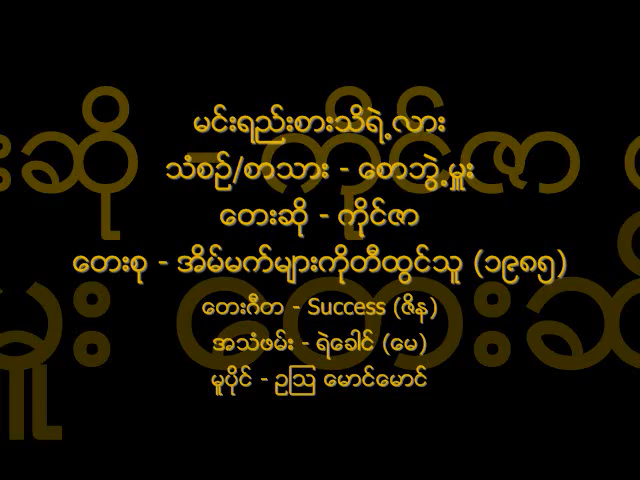 မင်းရည်းစားသိရဲ့လား
သံစဉ်/စာသား - စောဘွဲ့မှူး
တေးဆို - ကိုင်ဇာ
တေးစု - အိမ်မက်များကိုတီထွင်သူ (၁၉၈၅)
တေးဂီတ - Success (ဇိန)
အသံဖမ်း - ရဲခေါင် (မေ)
မူပိုင် - ဥဩ မောင်မောင်